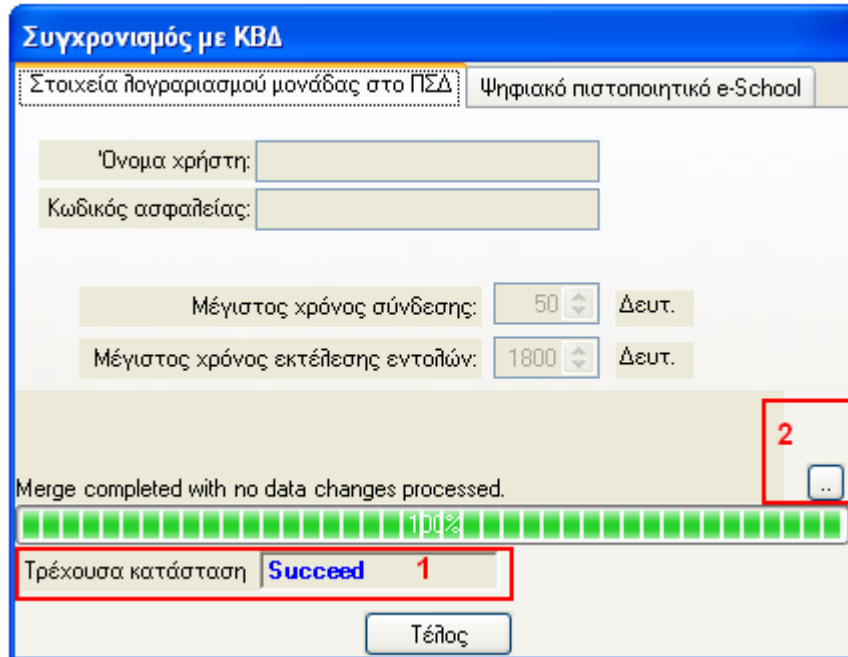 Συγχρονισμός με ΚΒΔ
Στοιχεία λογραριασμού μονάδας στο ΠΣΔ Ψηφιακό πιστοποιητικό e-School
Όνομα χρήστη:
Κωδικός ασφαλείας:
Μέγιστος χρόνος σύνδεσης: 50 Δευτ.
Μέγιστος χρόνος εκτέλεσης εντολών: 1800 Δευτ.
2
..
Merge completed with no data changes processed.
100%
Τρέχουσα κατάσταση Succeed 1
Τέλος